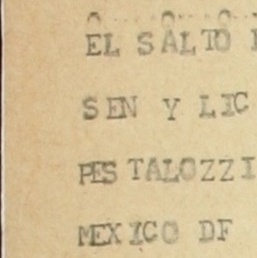 EL SALTO
SEN Y LIC
PESTALOZZI
MEXICO DF